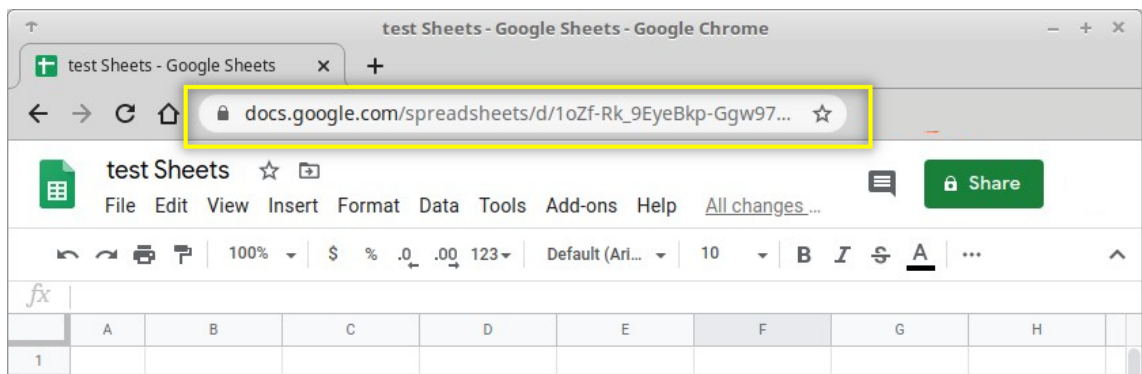 test Sheets - Google Sheets - Google Chrome
test Sheets - Google Sheets
docs.google.com/spreadsheets/d/1oZf-Rk_9EyeBkp-Ggw97...
test Sheets
Share
File Edit View Insert Format Data Tools Add-ons Help All changes ...
100% $ % .0 .00 123 Default (Ari... 10 B I S A ...
fx
A B C D E F G H
1